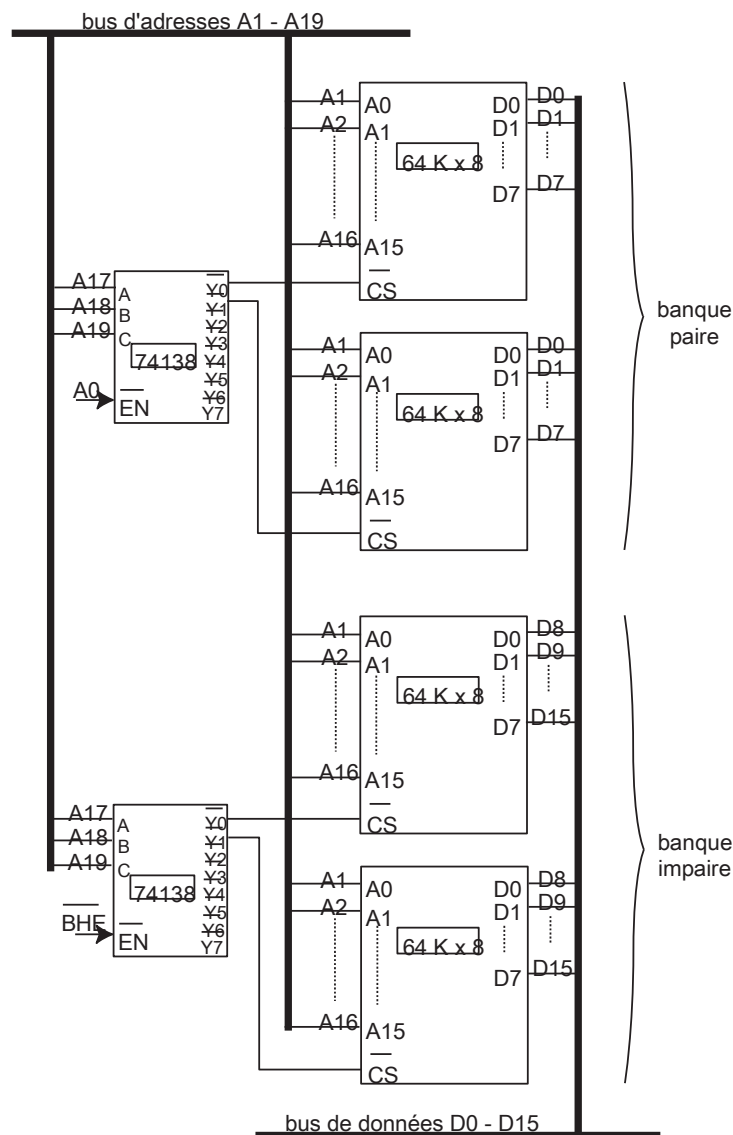 bus d'adresses A1 - A19
A1 A0 D0 D0
A2 A1 D1 D1
64 K x 8
D7 D7
A16 A15
CS
A17 A Y0
A18 B Y1
Y2
A19 C Y3
74138 Y4
Y5
A0 Y6
EN Y7
banque
paire
A1 A0 D0 D0
A2 A1 D1 D1
64 K x 8
D7 D7
A16 A15
CS
A1 A0 D0 D8
A2 A1 D1 D9
64 K x 8
D7 D15
A16 A15
CS
A17 A Y0
A18 B Y1
Y2
A19 C Y3
74138 Y4
Y5
BHE Y6
EN Y7
banque
impaire
A1 A0 D0 D8
A2 A1 D1 D9
64 K x 8
D7 D15
A16 A15
CS
bus de données D0 - D15